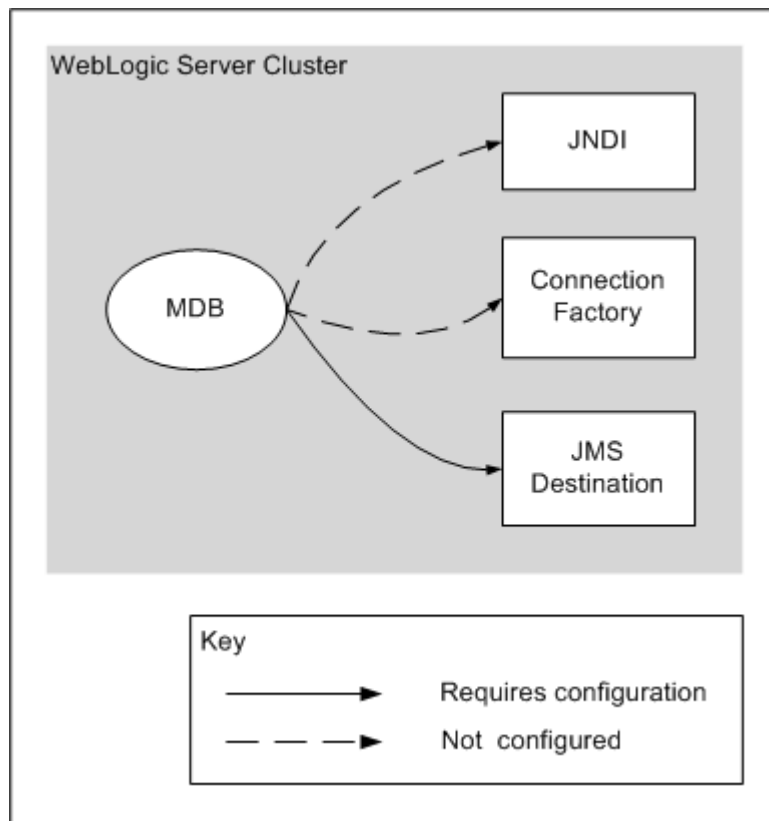 WebLogic Server Cluster
JNDI
MDB
Connection
Factory
JMS
Destination
Key
Requires configuration
Not configured